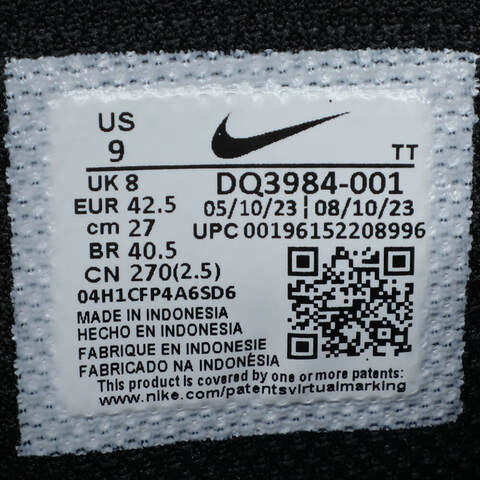 US
9
TT
UK 8
DQ3984-001
EUR 42.5
05/10/23 | 08/10/23
cm 27
UPC 00196152208996
BR 40.5
CN 270(2.5)
04H1CFP4A6SD6
MADE IN INDONESIA
HECHO EN INDONESIA
FABRIQUE EN INDONESIE
FABRICADO NA INDONÉSIA
This product is covered by one or more patents.
www.nike.com/patentsvirtualmarking